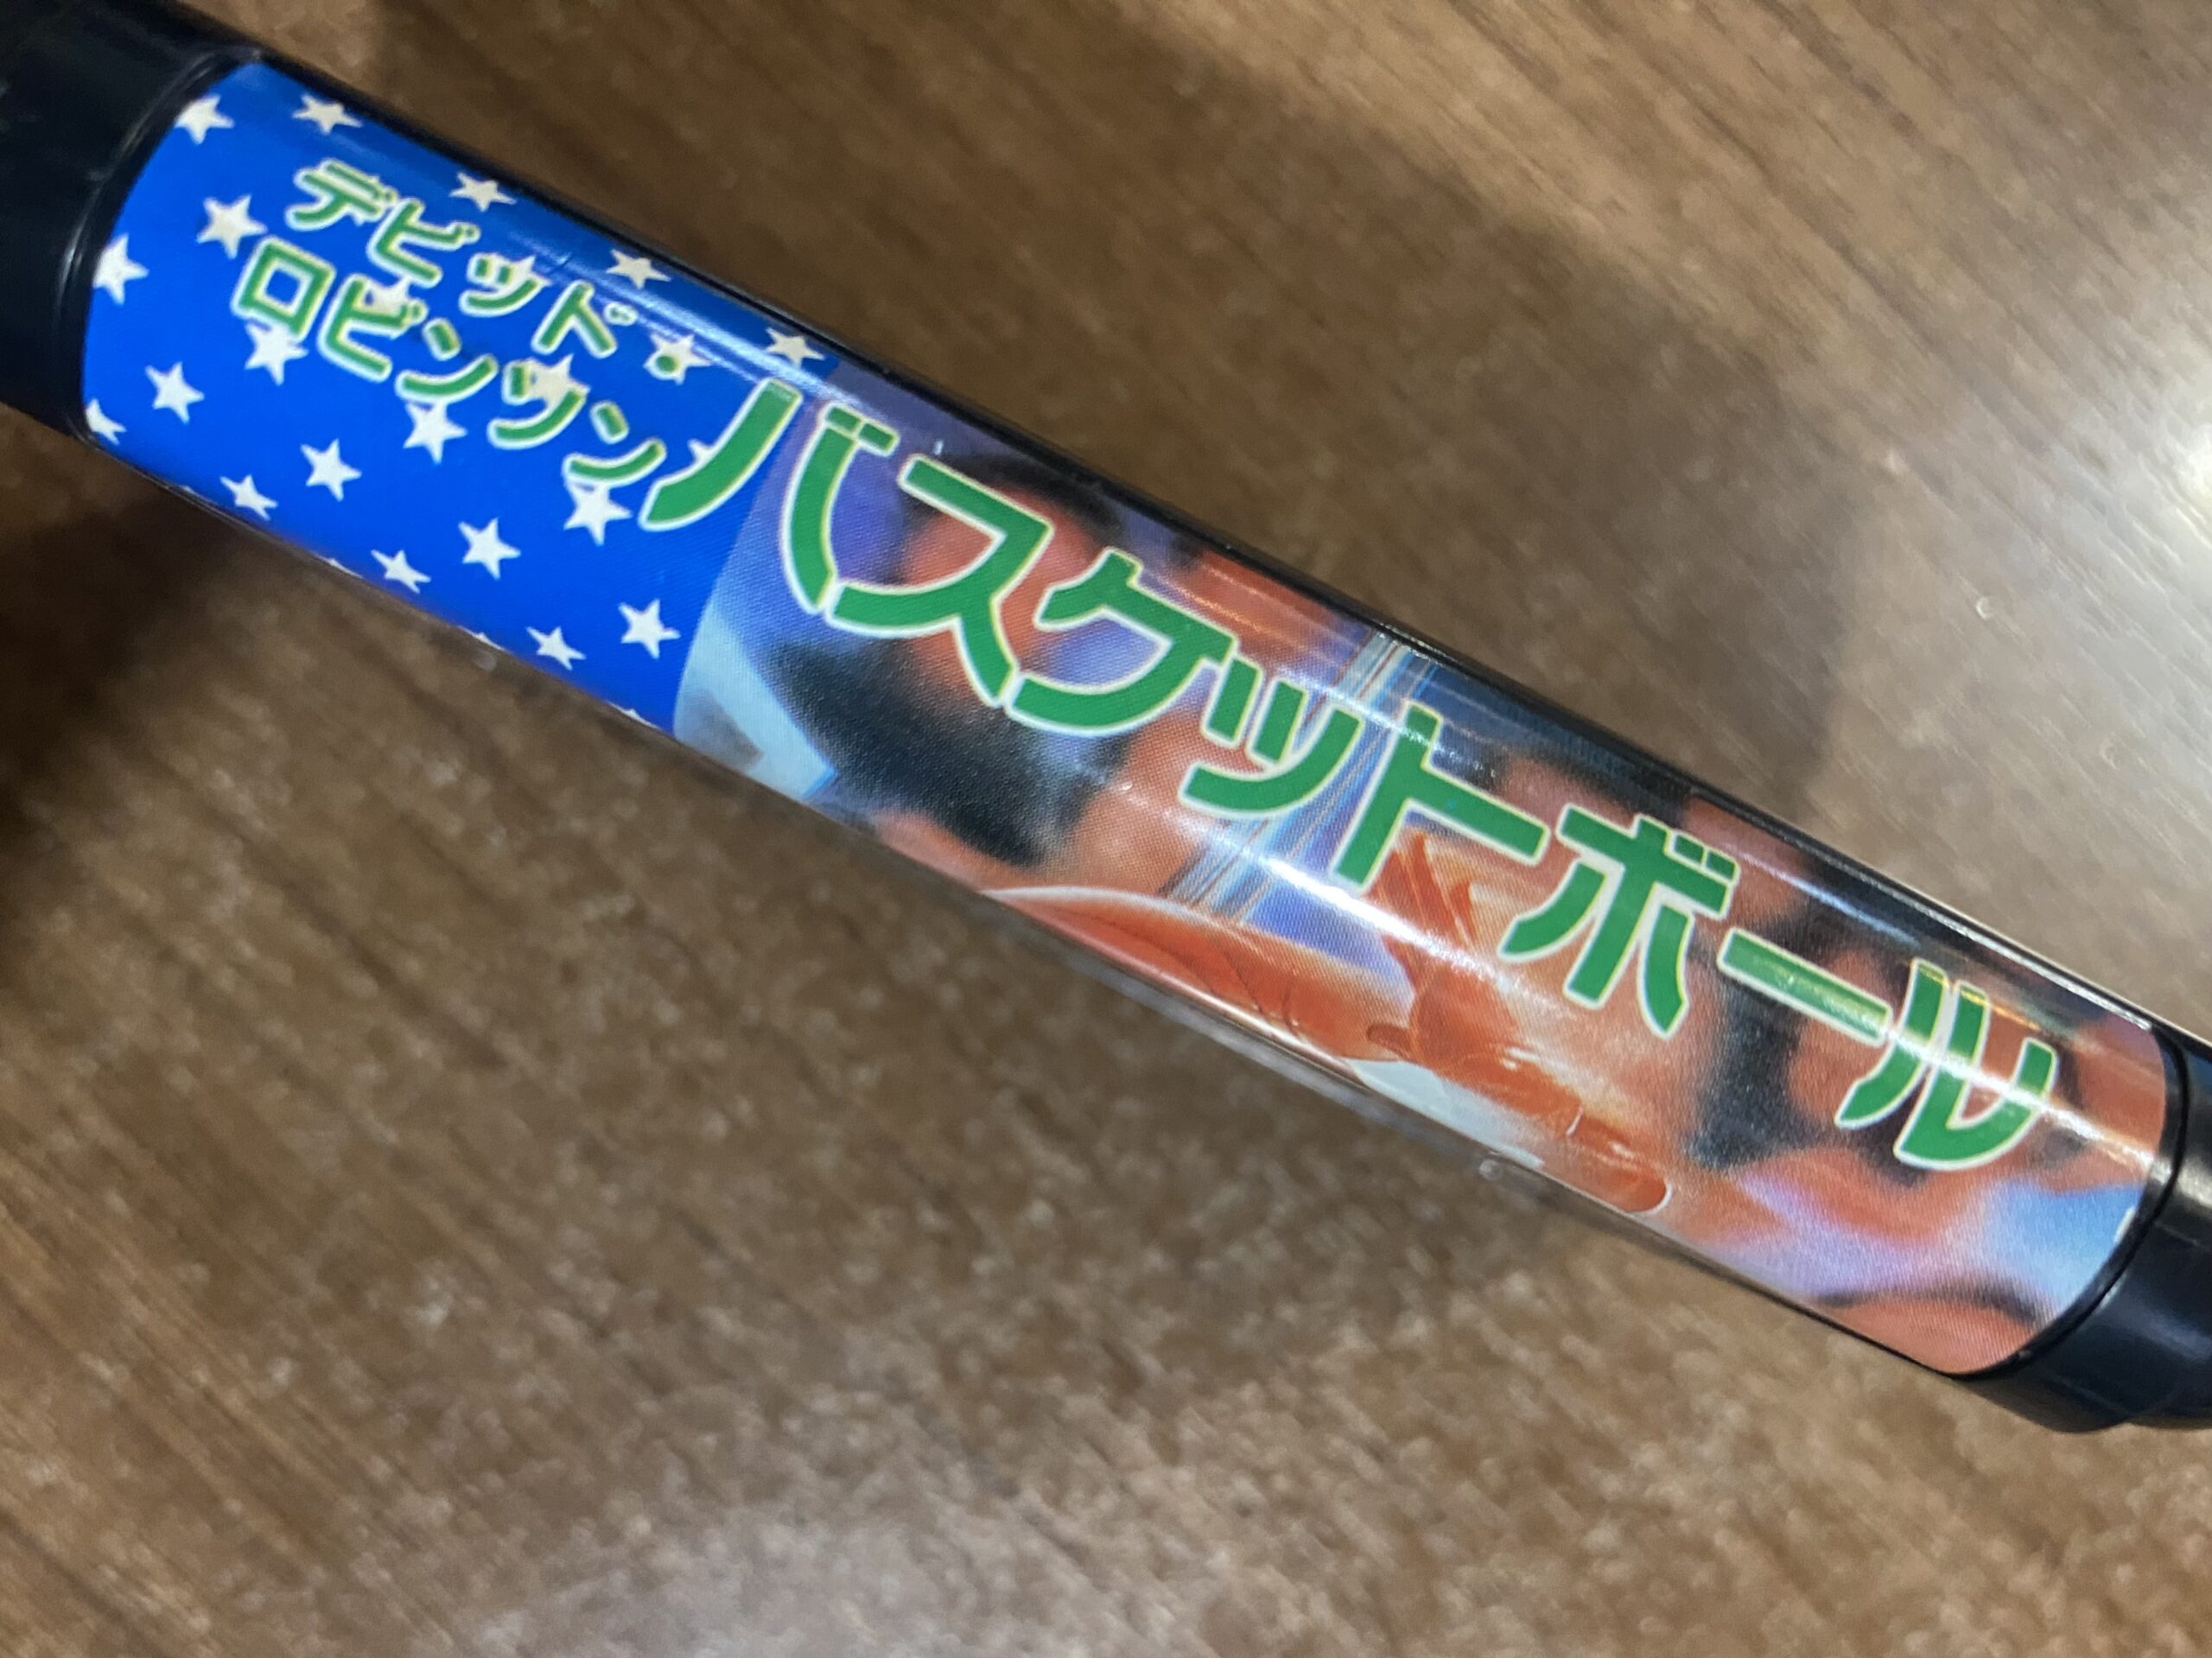 デビッド・
ロビンソン
バスケットボール